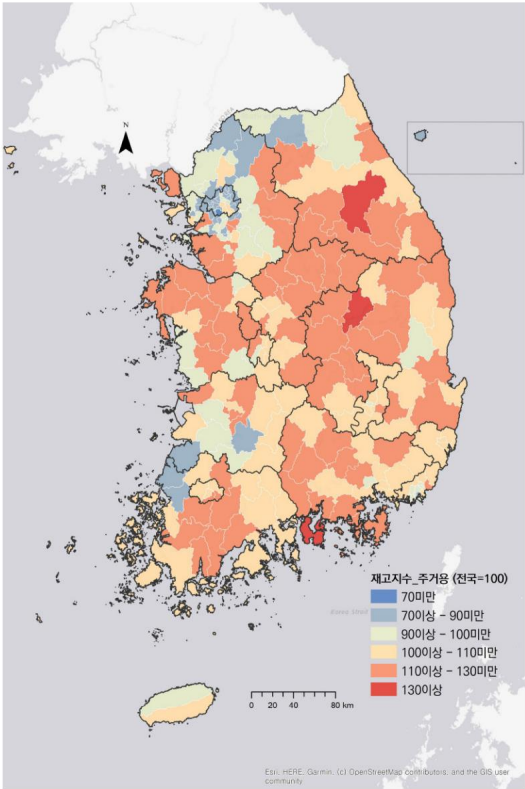 N
재고지수_주거용 (전국=100)
70미만
70이상 - 90미만
90이상 - 100미만
100이상 - 110미만
110이상 - 130미만
130이상
0 20 40 80 km
Esri, HERE, Garmin, (c) OpenStreetMap contributors, and the GIS user
community